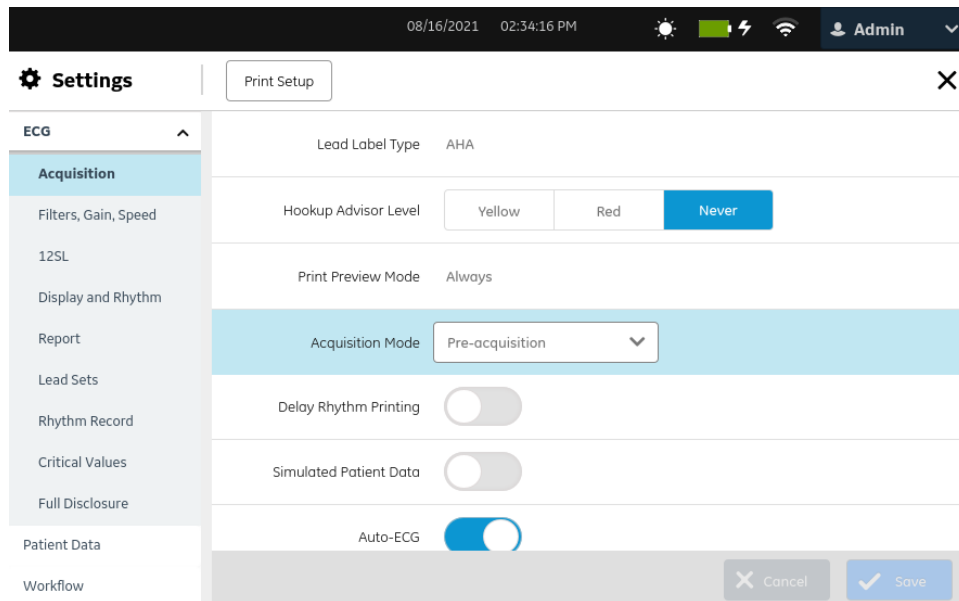 08/16/2021 02:34:16 PM Admin
Settings Print Setup
ECG
Acquisition
Filters, Gain, Speed
12SL
Display and Rhythm
Report
Lead Sets
Rhythm Record
Critical Values
Full Disclosure
Patient Data
Workflow
Lead Label Type AHA
Hookup Advisor Level Yellow Red Never
Print Preview Mode Always
Acquisition Mode Pre-acquisition
Delay Rhythm Printing
Simulated Patient Data
Auto-ECG
Cancel Save